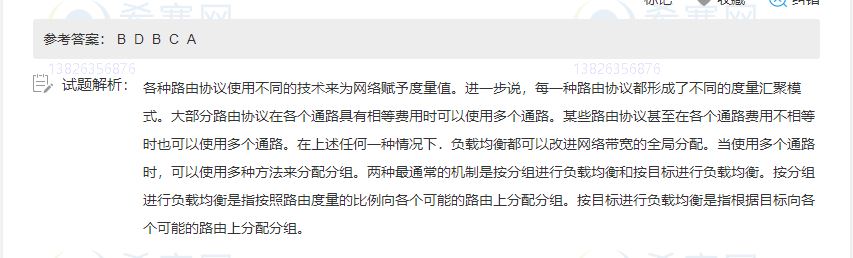 标记 收藏 纠错
参考答案： B D B C A
13826356876 13826356876
试题解析： 各种路由协议使用不同的技术来为网络赋予度量值。进一步说，每一种路由协议都形成了不同的度量汇聚模
式。大部分路由协议在各个通路具有相等费用时可以使用多个通路。某些路由协议甚至在各个通路费用不相等
时也可以使用多个通路。在上述任何一种情况下．负载均衡都可以改进网络带宽的全局分配。当使用多个通路
时，可以使用多种方法来分配分组。两种最通常的机制是按分组进行负载均衡和按目标进行负载均衡。按分组
进行负载均衡是指按照路由度量的比例向各个可能的路由上分配分组。按目标进行负载均衡是指根据目标向各
个可能的路由上分配分组。